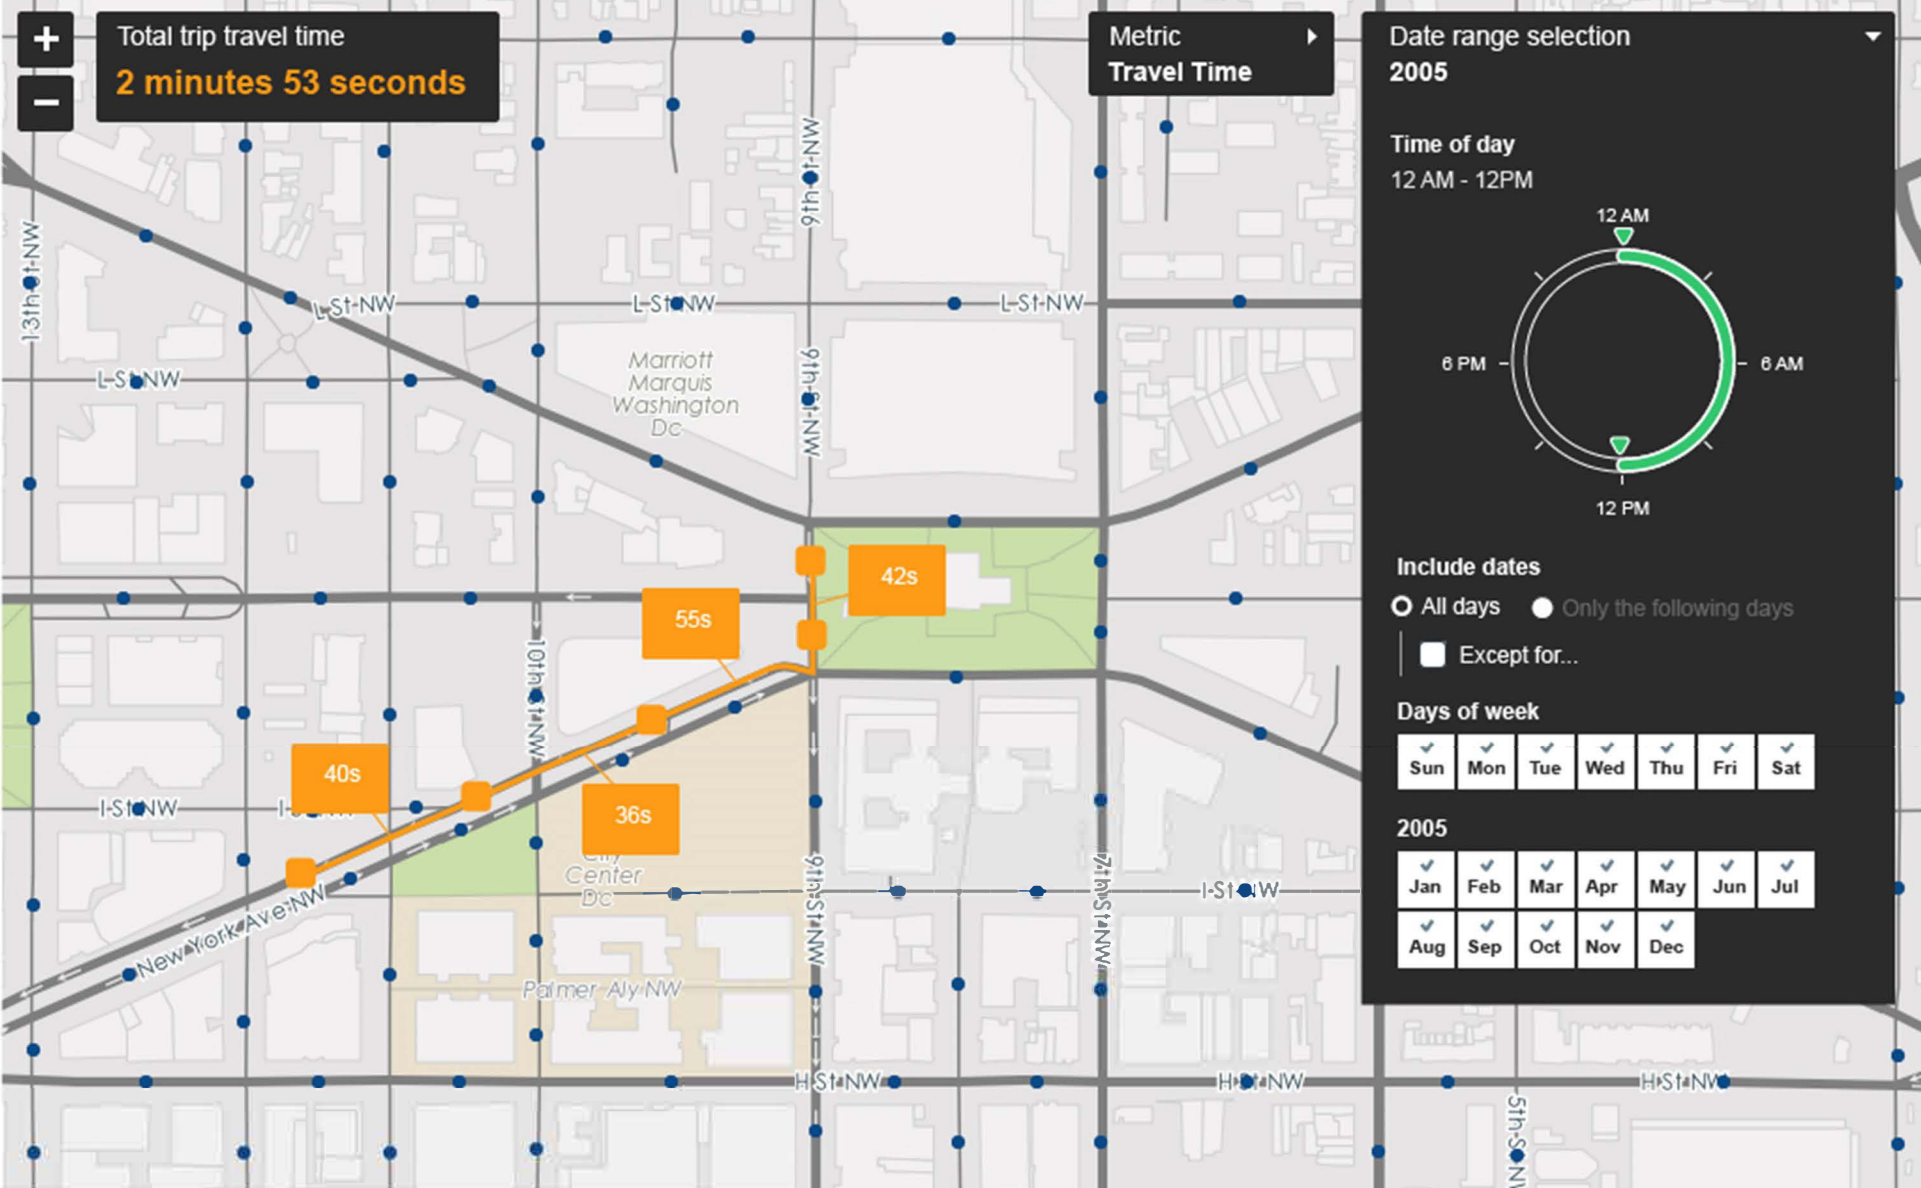 +
−
Total trip travel time
2 minutes 53 seconds
Metric
Travel Time
Date range selection
2005
Time of day
12 AM - 12PM
12 AM
6 PM
6 AM
12 PM
Include dates
All days
Only the following days
Except for...
Days of week
Sun Mon Tue Wed Thu Fri Sat
2005
Jan Feb Mar Apr May Jun Jul
Aug Sep Oct Nov Dec
9th St NW
13th St NW
L St NW
L St NW
L St NW
L St NW
Marriott
Marquis
Washington
Dc
9th St NW
42s
55s
10th St NW
40s
36s
I St NW
City
Center
Dc
9th St NW
7th St NW
I St NW
New York Ave NW
Palmer Aly NW
H St NW
H St NW
H St NW
5th St NW